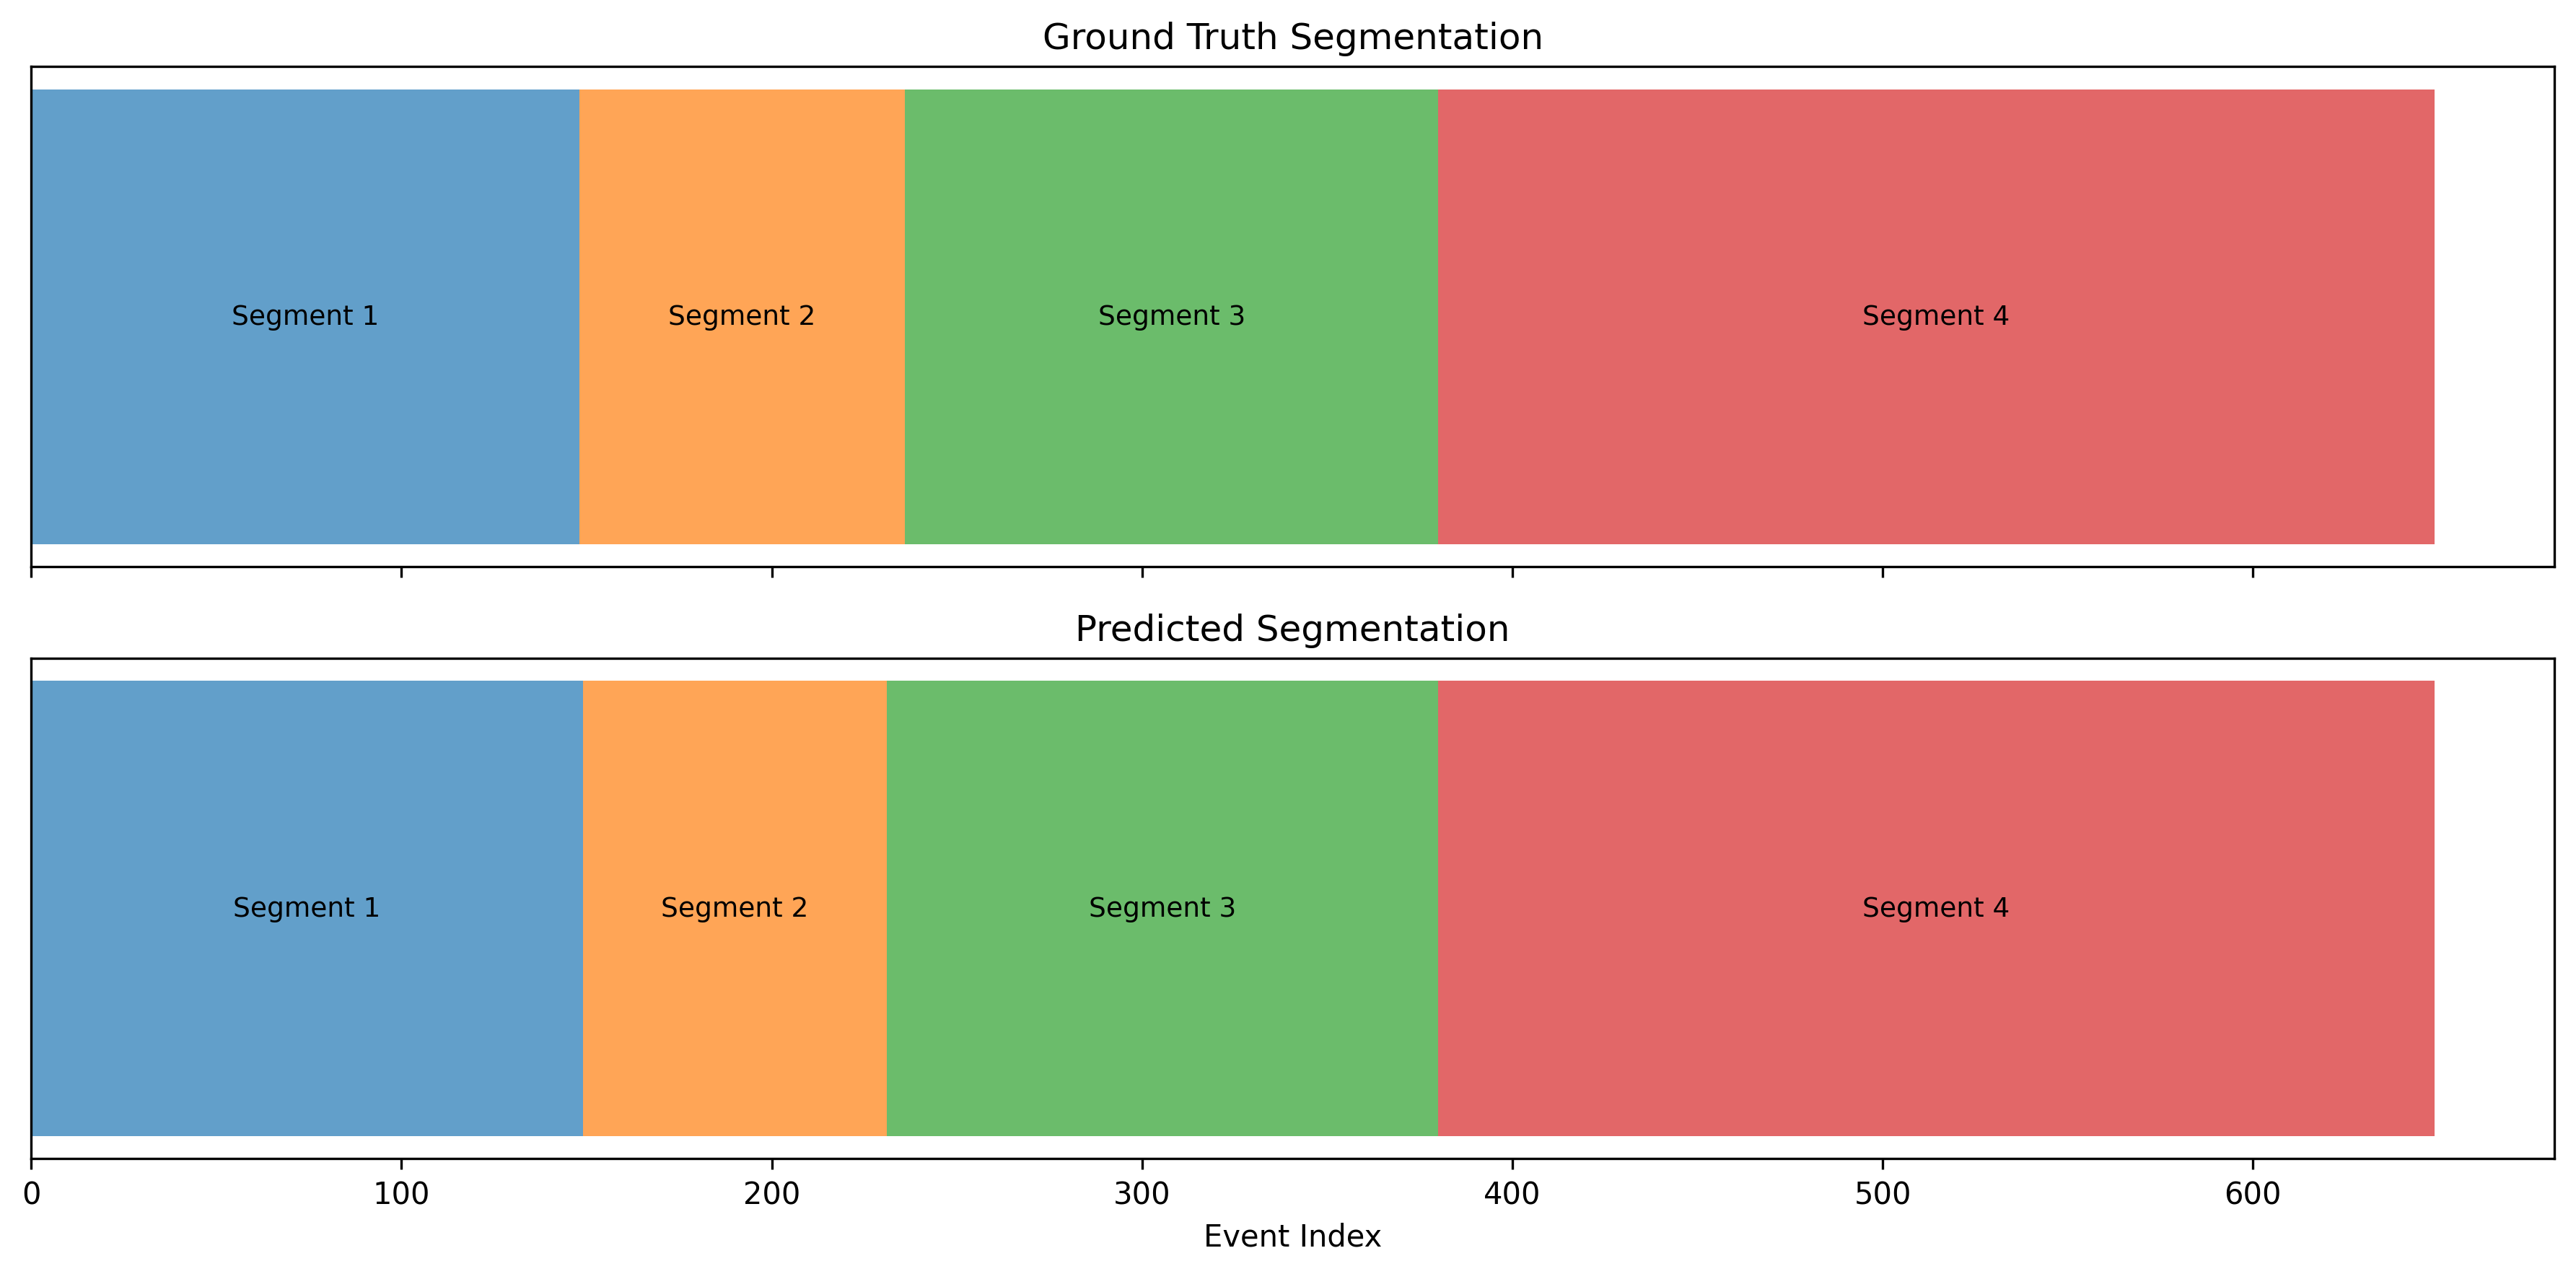 Ground Truth Segmentation
Segment 1 Segment 2 Segment 3 Segment 4
Predicted Segmentation
Segment 1 Segment 2 Segment 3 Segment 4
0 100 200 300 400 500 600
Event Index